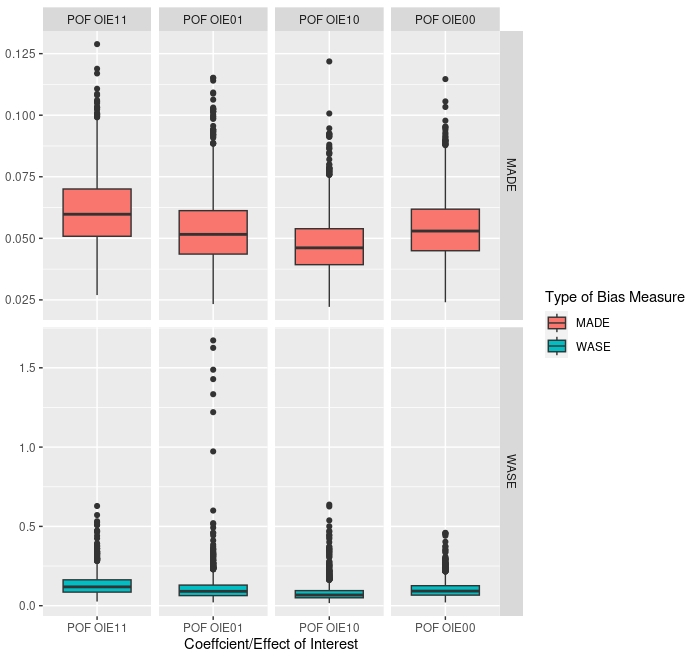 POF OIE11 POF OIE01 POF OIE10 POF OIE00
0.125
0.100
0.075
0.050
0.025
MADE
1.5
1.0
0.5
0.0
WASE
POF OIE11 POF OIE01 POF OIE10 POF OIE00
Coeffcient/Effect of Interest
Type of Bias Measure
MADE
WASE